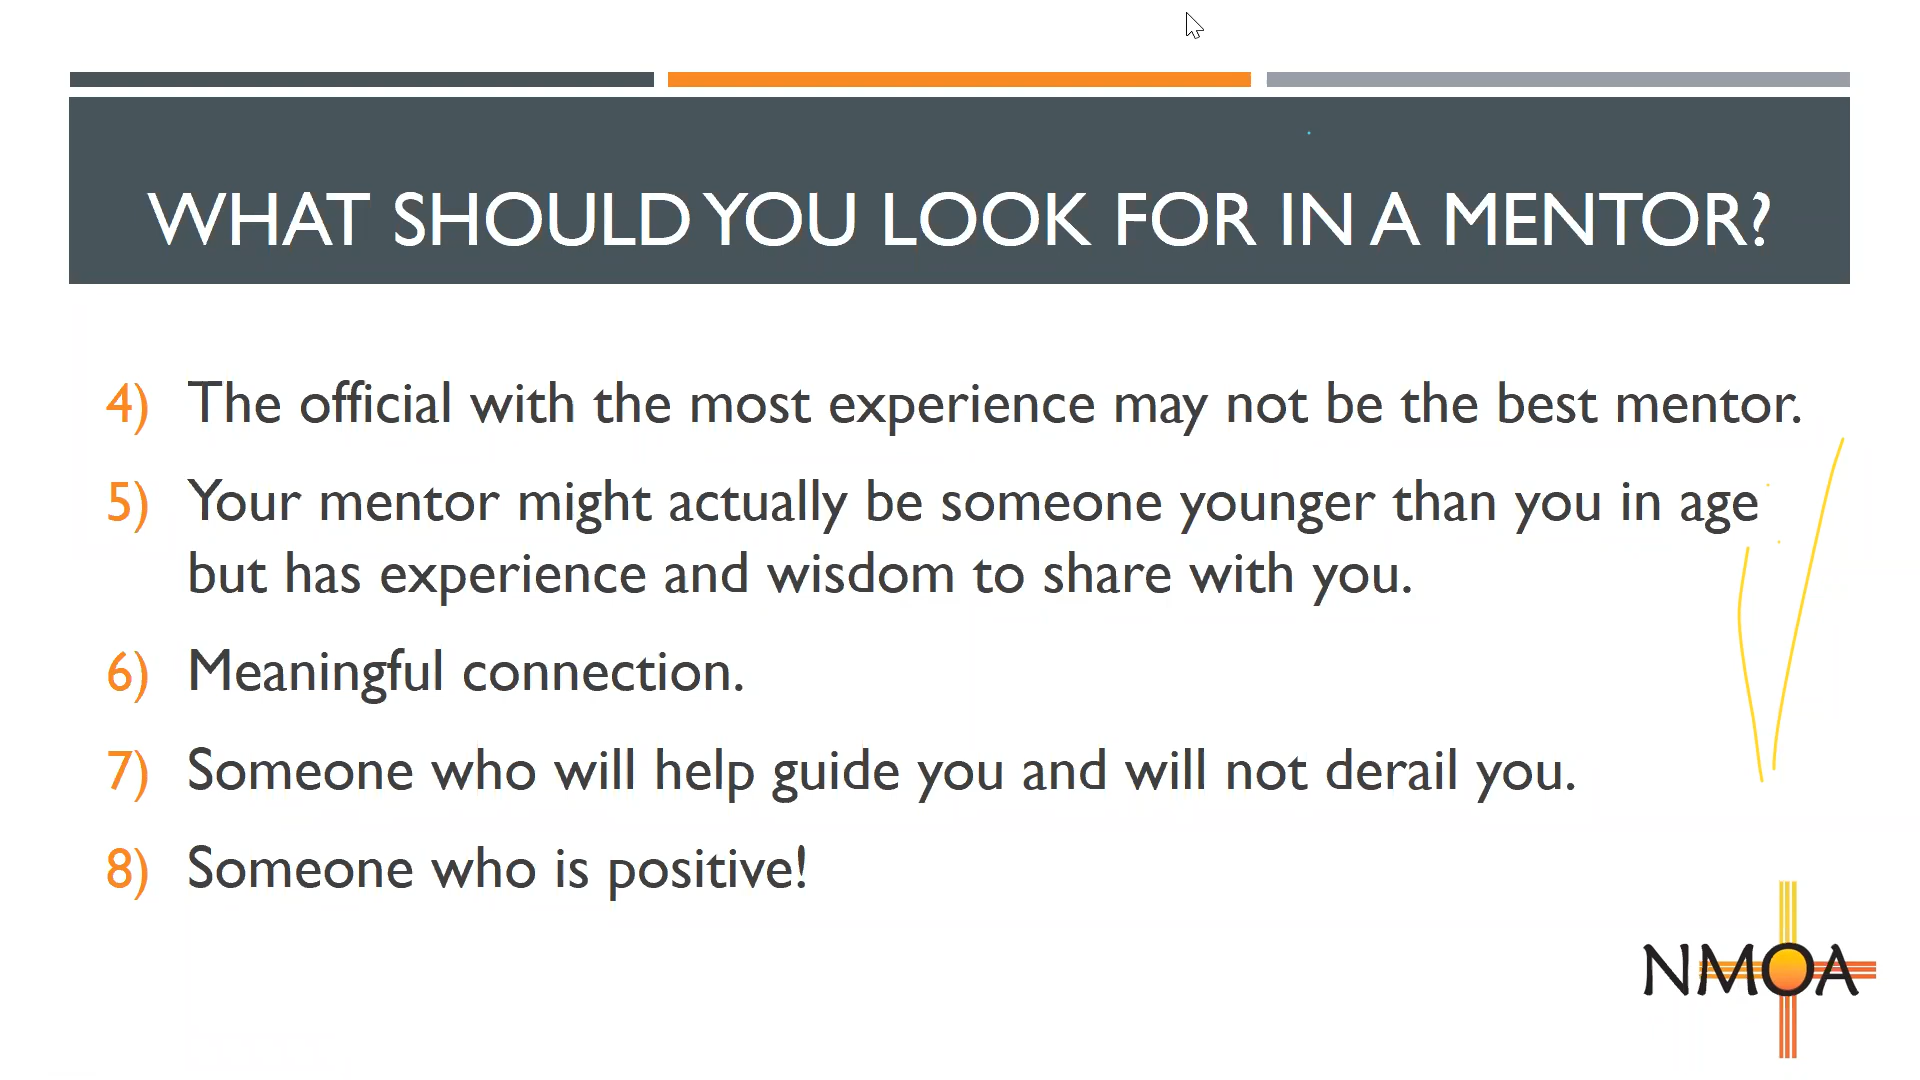 WHAT SHOULD YOU LOOK FOR IN A MENTOR?
4) The official with the most experience may not be the best mentor.
5) Your mentor might actually be someone younger than you in age
but has experience and wisdom to share with you.
6) Meaningful connection.
7) Someone who will help guide you and will not derail you.
8) Someone who is positive!
NMOA